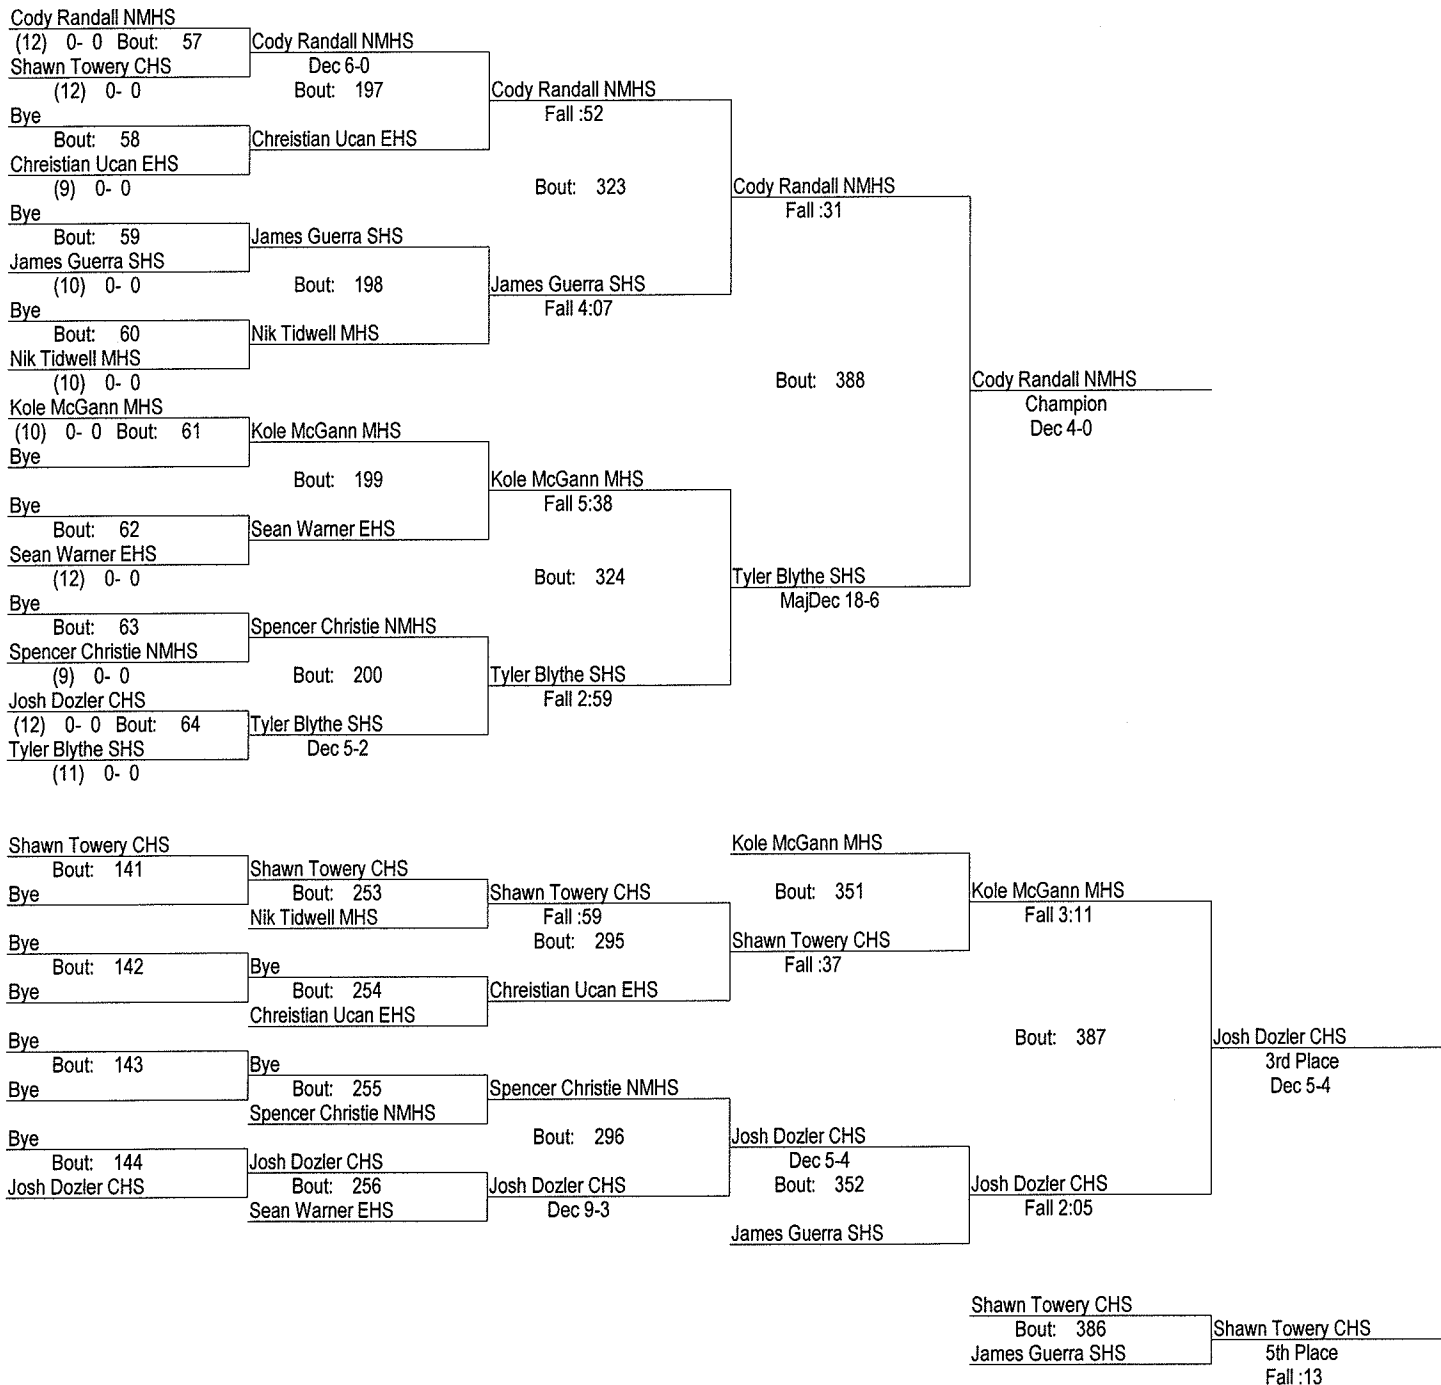 Cody Randall NMHS
(12) 0- 0 Bout: 57
Shawn Towery CHS
(12) 0- 0
Bye
Bout: 58
Chreistian Ucan EHS
(9) 0- 0
Bye
Bout: 59
James Guerra SHS
(10) 0- 0
Bye
Bout: 60
Nik Tidwell MHS
(10) 0- 0
Kole McGann MHS
(10) 0- 0 Bout: 61
Bye
Bye
Bout: 62
Sean Warner EHS
(12) 0- 0
Bye
Bout: 63
Spencer Christie NMHS
(9) 0- 0
Josh Dozler CHS
(12) 0- 0 Bout: 64
Tyler Blythe SHS
(11) 0- 0
Cody Randall NMHS
Dec 6-0
Bout: 197
Chreistian Ucan EHS
James Guerra SHS
Bout: 198
Nik Tidwell MHS
Kole McGann MHS
Bout: 199
Sean Warner EHS
Spencer Christie NMHS
Bout: 200
Tyler Blythe SHS
Dec 5-2
Cody Randall NMHS
Fall :52
Bout: 323
James Guerra SHS
Fall 4:07
Kole McGann MHS
Fall 5:38
Bout: 324
Tyler Blythe SHS
Fall 2:59
Cody Randall NMHS
Fall :31
Bout: 388
Tyler Blythe SHS
MajDec 18-6
Cody Randall NMHS
Champion
Dec 4-0
Shawn Towery CHS
Bout: 141
Bye
Bye
Bout: 142
Bye
Bye
Bout: 143
Bye
Bye
Bout: 144
Josh Dozler CHS
Shawn Towery CHS
Bout: 253
Nik Tidwell MHS
Bye
Bout: 254
Chreistian Ucan EHS
Bye
Bout: 255
Spencer Christie NMHS
Josh Dozler CHS
Bout: 256
Sean Warner EHS
Shawn Towery CHS
Fall :59
Bout: 295
Chreistian Ucan EHS
Spencer Christie NMHS
Bout: 296
Josh Dozler CHS
Dec 9-3
Kole McGann MHS
Bout: 351
Shawn Towery CHS
Fall :37
Josh Dozler CHS
Dec 5-4
Bout: 352
James Guerra SHS
Kole McGann MHS
Fall 3:11
Bout: 387
Josh Dozler CHS
Fall 2:05
Josh Dozler CHS
3rd Place
Dec 5-4
Shawn Towery CHS
Bout: 386
James Guerra SHS
Shawn Towery CHS
5th Place
Fall :13